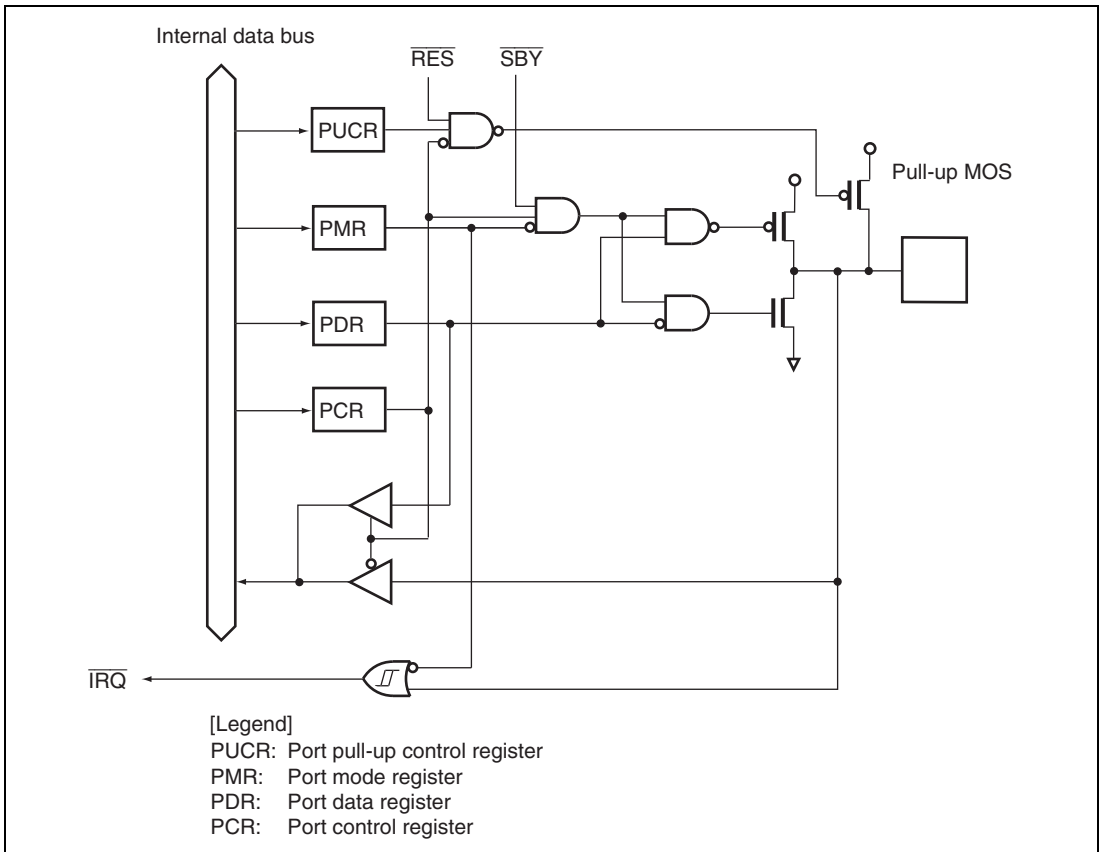 Internal data bus
RES
SBY
PUCR
Pull-up MOS
PMR
PDR
PCR
IRQ
[Legend]
PUCR: Port pull-up control register
PMR: Port mode register
PDR: Port data register
PCR: Port control register